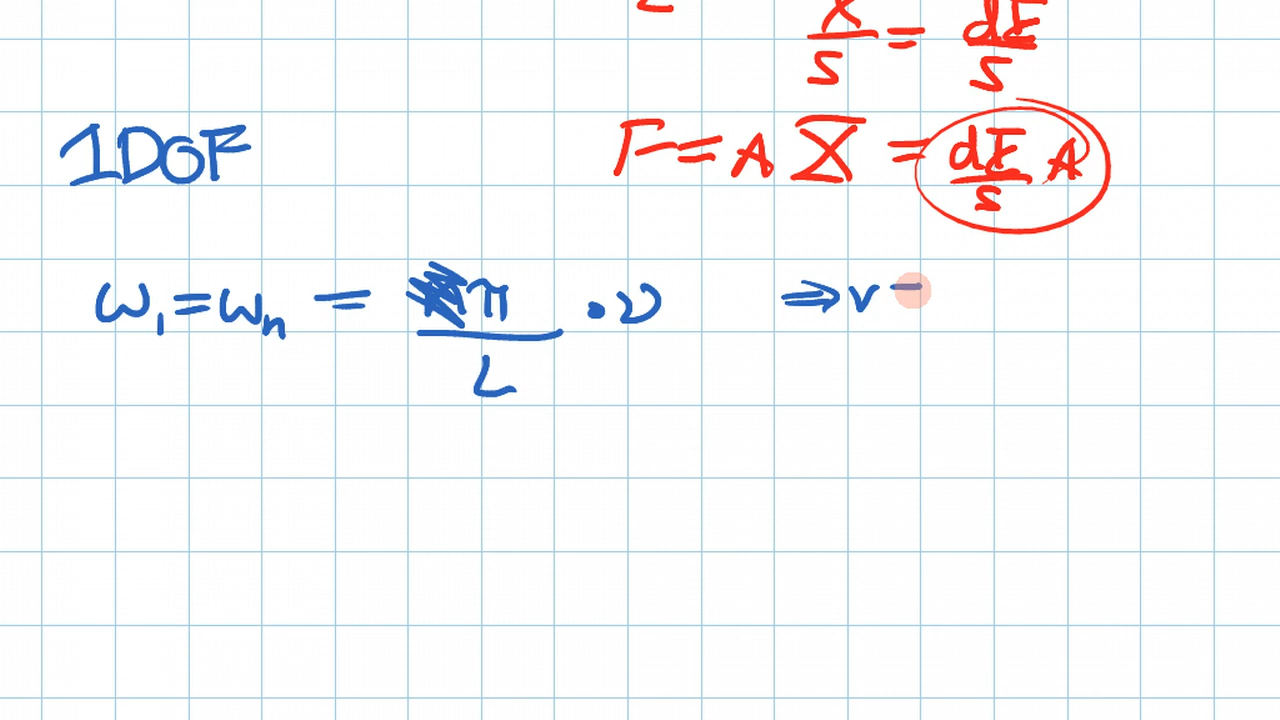 x/s = dE/s
1DOF
F = A X = dE/s A
ω₁ = ωn = π/L · ν ⇒ v =